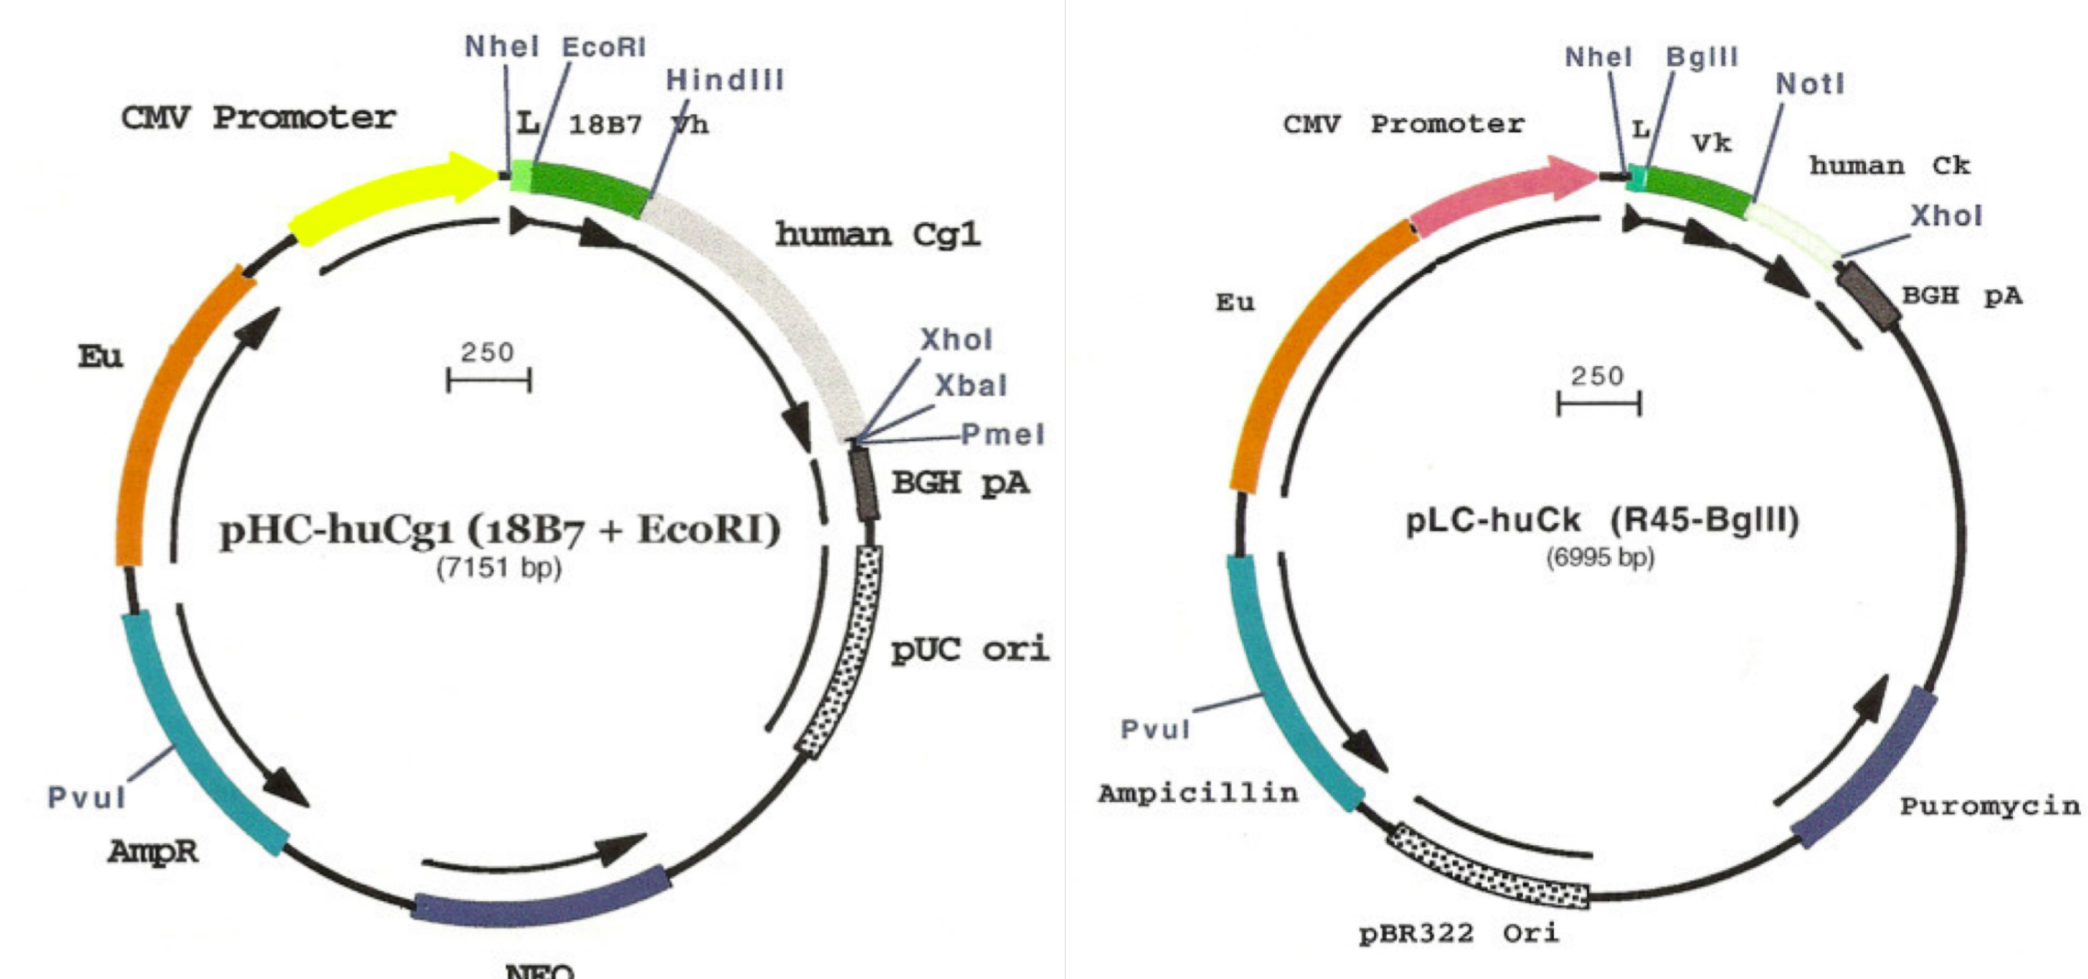 NheI EcoRI
HindIII
CMV Promoter
L 18B7 Vh
human Cg1
Eu
250
XhoI
XbaI
PmeI
BGH pA
pHC-huCg1 (18B7 + EcoRI)
(7151 bp)
pUC ori
PvuI
AmpR
NEO
NheI BglII
NotI
CMV Promoter
L
Vk
human Ck
XhoI
Eu
BGH pA
250
pLC-huCk (R45-BglII)
(6995 bp)
PvuI
Ampicillin
Puromycin
pBR322 Ori